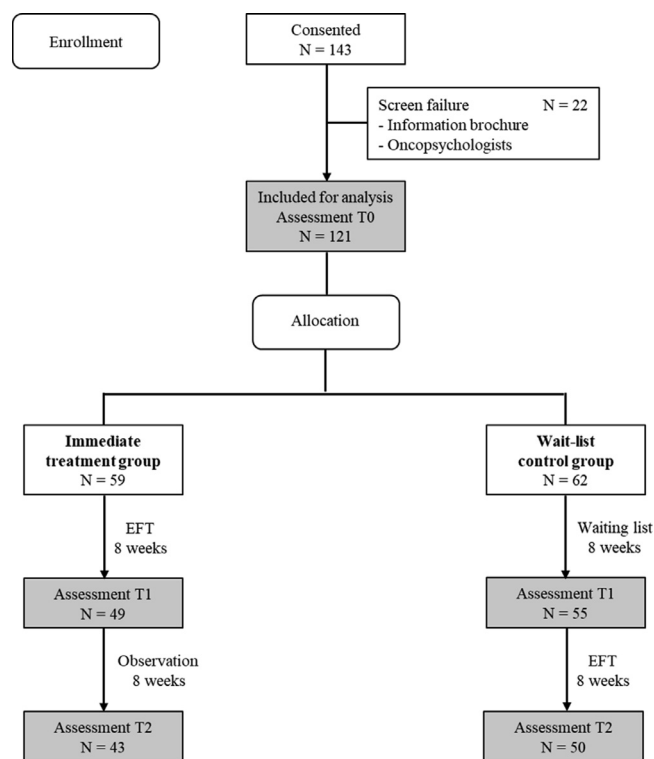 Enrollment
Consented
N = 143
Screen failure N = 22
- Information brochure
- Oncopsychologists
Included for analysis
Assessment T0
N = 121
Allocation
Immediate
treatment group
N = 59
Wait-list
control group
N = 62
EFT
8 weeks
Waiting list
8 weeks
Assessment T1
N = 49
Assessment T1
N = 55
Observation
8 weeks
EFT
8 weeks
Assessment T2
N = 43
Assessment T2
N = 50